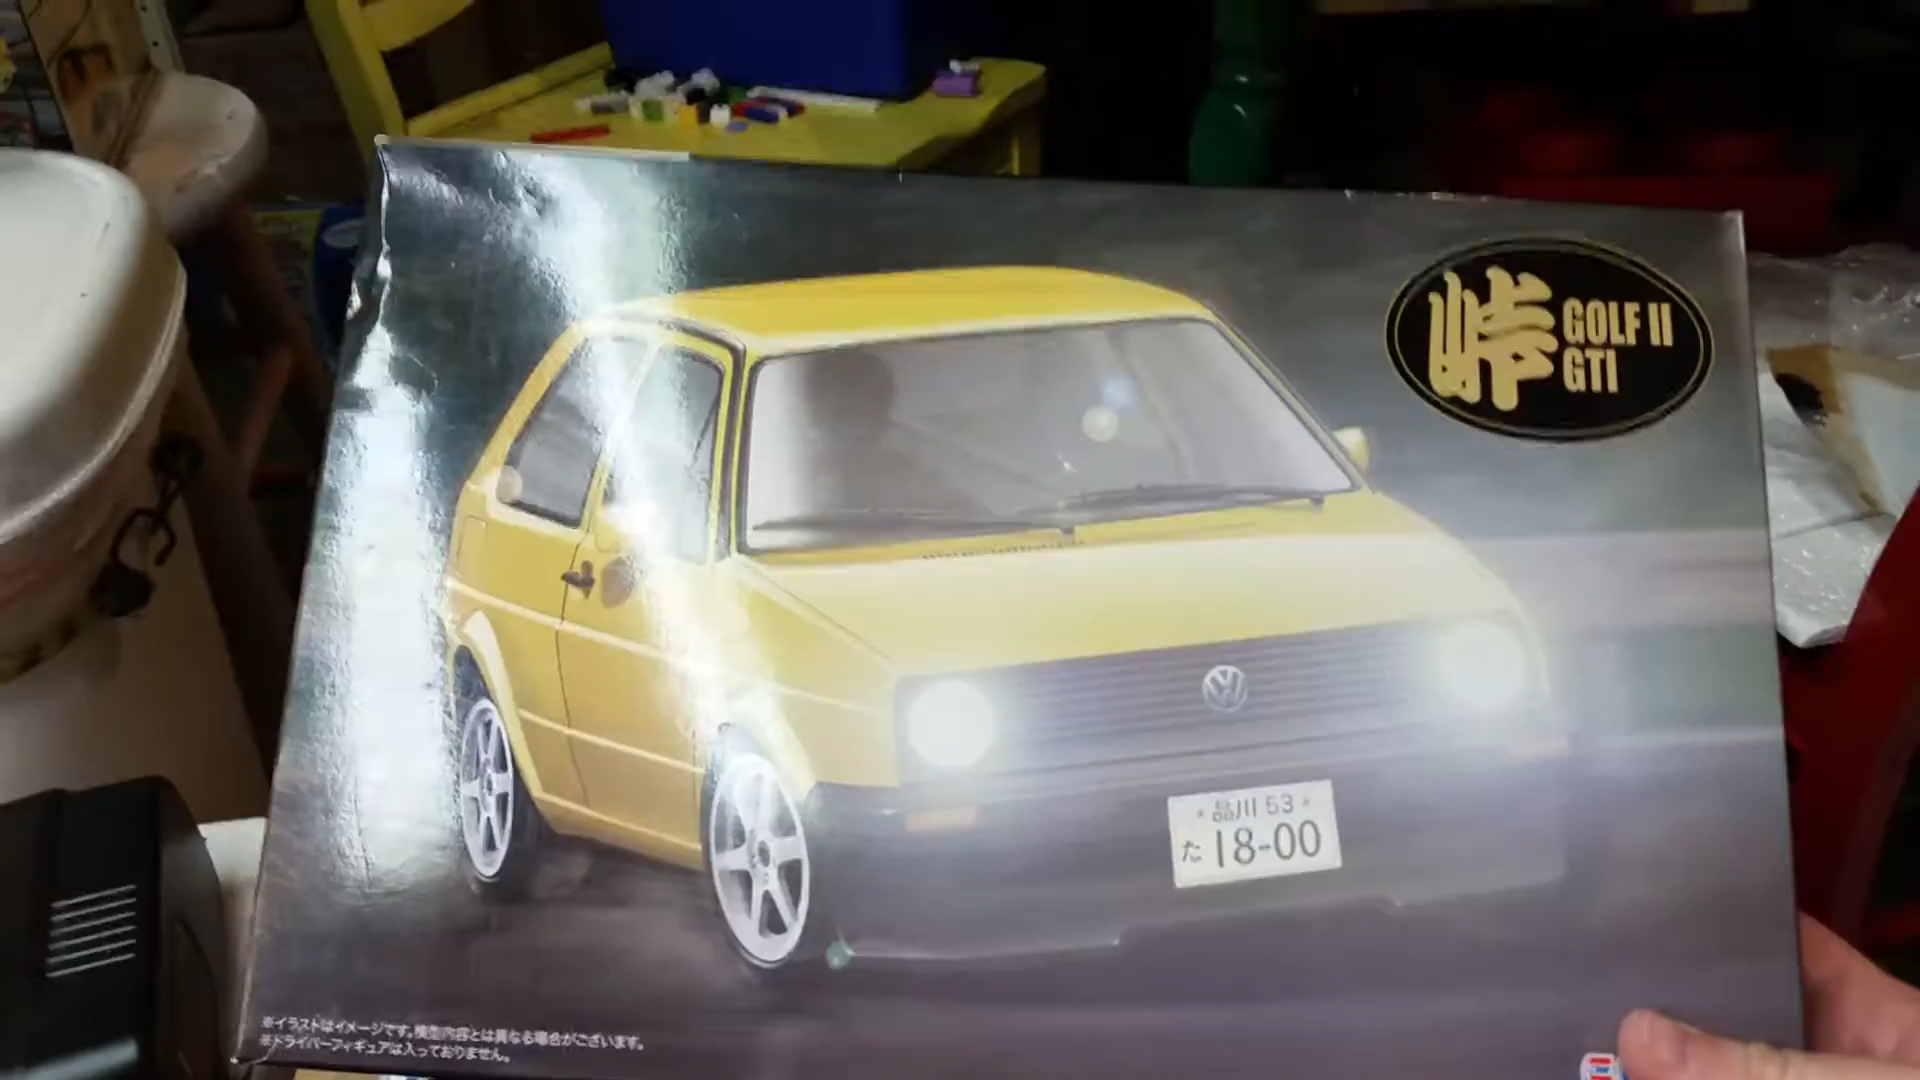 峠 GOLF II
GTI
VW
・品川 53・
た 18-00
※イラストはイメージです。模型内容とは異なる場合がございます。
※ドライバーフィギュアは入っておりません。